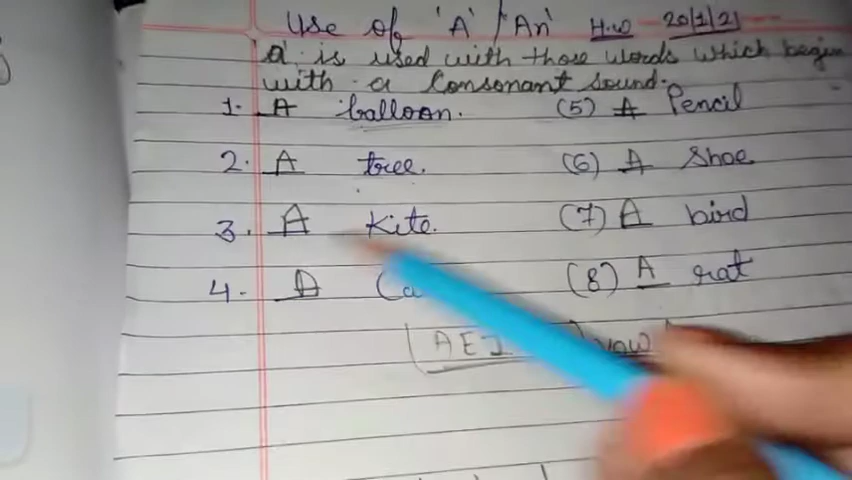 Use of 'A' / 'An' H.W 20/1/21
'a' is used with those words which begin
with a Consonant Sound.
1. A balloon. (5) A Pencil
2. A tree. (6) A Shoe
3. A Kite. (7) A bird
4. A (8) A rat
A E I